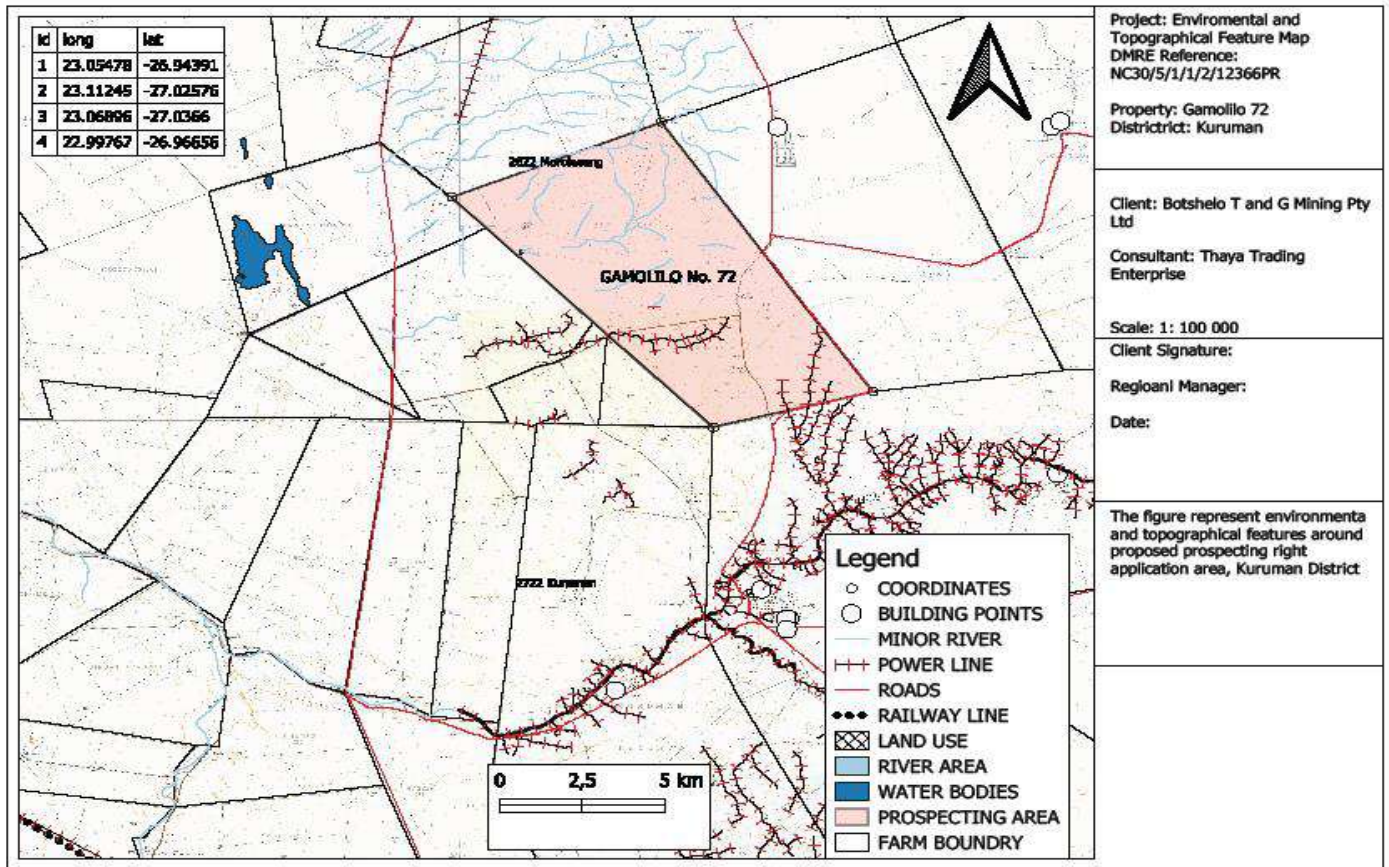 id long lat
1 23.05478 -26.94391
2 23.11245 -27.02576
3 23.06896 -27.0366
4 22.99767 -26.96656
2622 Morokweng
GAMOLILO No. 72
2722 Kuruman
0 2,5 5 km
Legend
COORDINATES
BUILDING POINTS
MINOR RIVER
POWER LINE
ROADS
RAILWAY LINE
LAND USE
RIVER AREA
WATER BODIES
PROSPECTING AREA
FARM BOUNDRY
Project: Enviromental and
Topographical Feature Map
DMRE Reference:
NC30/5/1/1/2/12366PR
Property: Gamolilo 72
Districtrict: Kuruman
Client: Botshelo T and G Mining Pty
Ltd
Consultant: Thaya Trading
Enterprise
Scale: 1: 100 000
Client Signature:
Regioanl Manager:
Date:
The figure represent environmenta
and topographical features around
proposed prospecting right
application area, Kuruman District